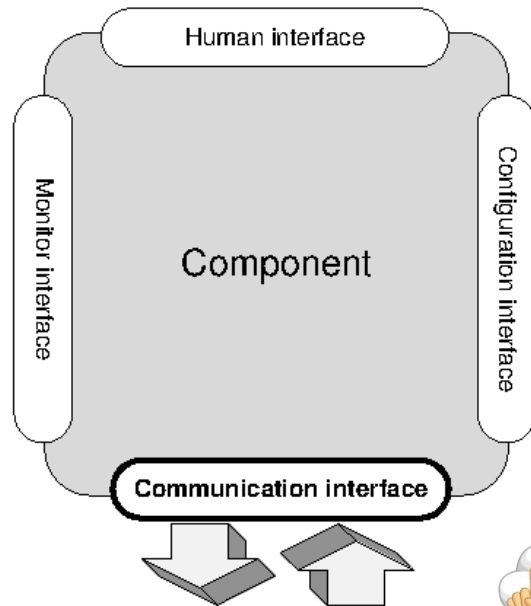 Human interface
Monitor interface
Component
Configuration interface
Communication interface